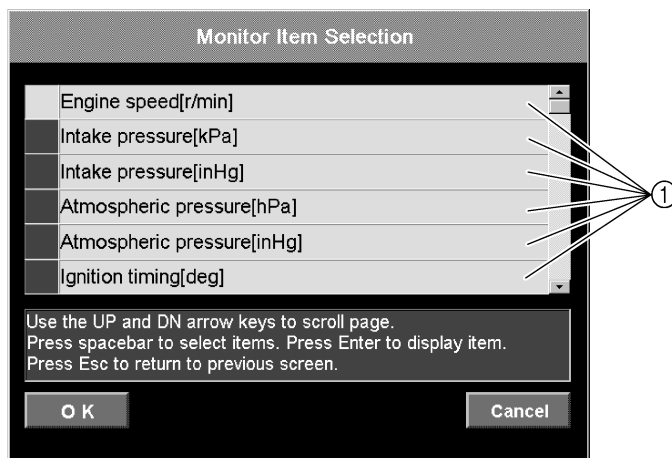 Monitor Item Selection
Engine speed[r/min]
Intake pressure[kPa]
Intake pressure[inHg]
Atmospheric pressure[hPa]
Atmospheric pressure[inHg]
Ignition timing[deg]
①
Use the UP and DN arrow keys to scroll page.
Press spacebar to select items. Press Enter to display item.
Press Esc to return to previous screen.
O K
Cancel